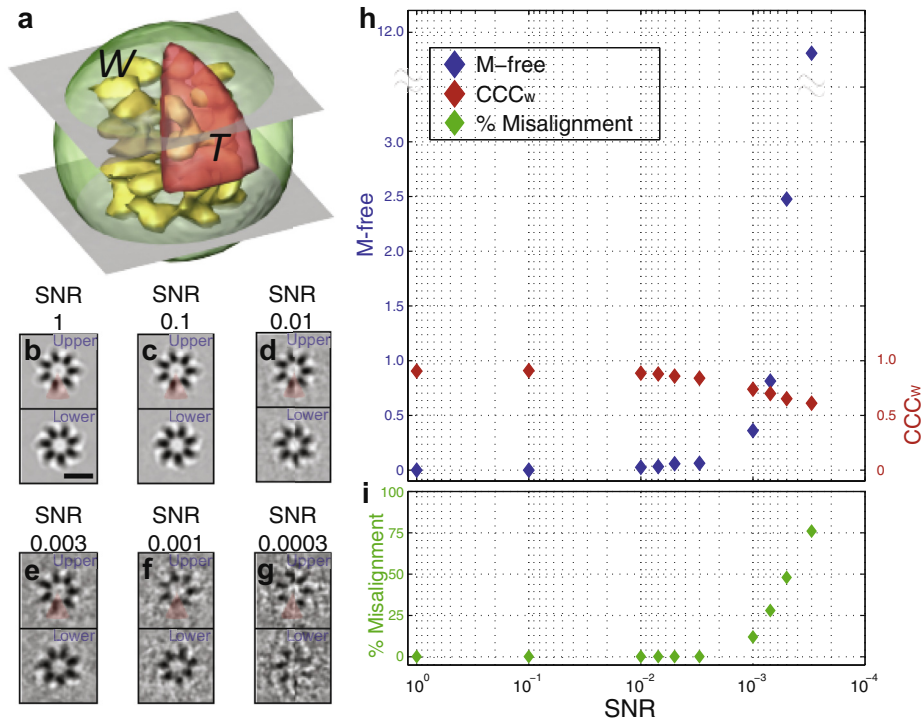 a
W
T
SNR
1
SNR
0.1
SNR
0.01
b
Upper
c
Upper
d
Upper
Lower
Lower
Lower
SNR
0.003
SNR
0.001
SNR
0.0003
e
Upper
f
Upper
g
Upper
Lower
Lower
Lower
h
12.0
3.0
2.5
2.0
1.5
1.0
0.5
0
M-free
M-free
CCCw
% Misalignment
1.0
0.5
0
CCCw
i
100
75
50
25
0
% Misalignment
10⁰
10⁻¹
10⁻²
10⁻³
10⁻⁴
SNR